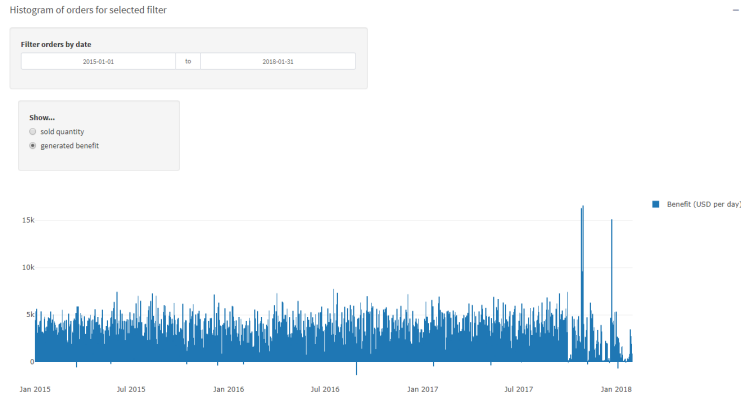 Histogram of orders for selected filter
Filter orders by date
2015-01-01 to 2018-01-31
Show...
sold quantity
generated benefit
Benefit (USD per day)
15k
10k
5k
0
Jan 2015 Jul 2015 Jan 2016 Jul 2016 Jan 2017 Jul 2017 Jan 2018